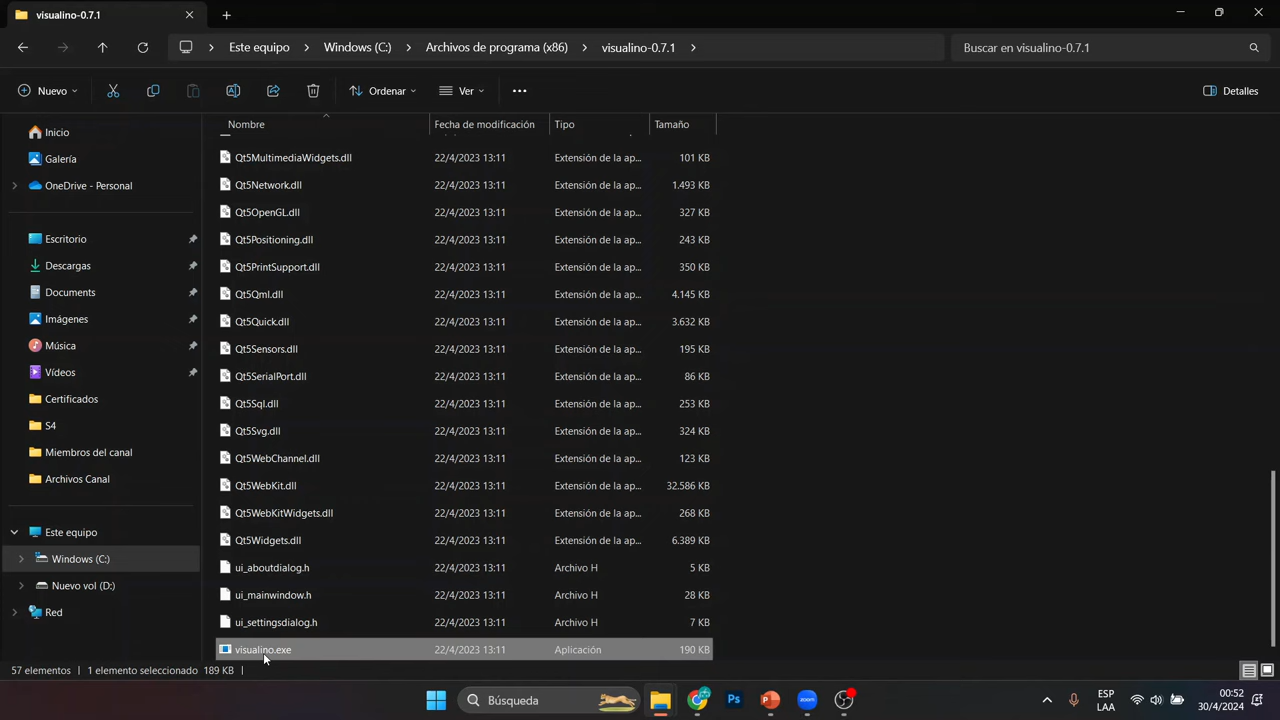 visualino-0.7.1
Este equipo > Windows (C:) > Archivos de programa (x86) > visualino-0.7.1 >
Buscar en visualino-0.7.1
Nuevo
Ordenar
Ver
Detalles
Nombre Fecha de modificación Tipo Tamaño
Inicio
Galería
OneDrive - Personal
Escritorio
Descargas
Documents
Imágenes
Música
Vídeos
Certificados
S4
Miembros del canal
Archivos Canal
Este equipo
Windows (C:)
Nuevo vol (D:)
Red
Qt5MultimediaWidgets.dll 22/4/2023 13:11 Extensión de la ap... 101 KB
Qt5Network.dll 22/4/2023 13:11 Extensión de la ap... 1.493 KB
Qt5OpenGL.dll 22/4/2023 13:11 Extensión de la ap... 327 KB
Qt5Positioning.dll 22/4/2023 13:11 Extensión de la ap... 243 KB
Qt5PrintSupport.dll 22/4/2023 13:11 Extensión de la ap... 350 KB
Qt5Qml.dll 22/4/2023 13:11 Extensión de la ap... 4.145 KB
Qt5Quick.dll 22/4/2023 13:11 Extensión de la ap... 3.632 KB
Qt5Sensors.dll 22/4/2023 13:11 Extensión de la ap... 195 KB
Qt5SerialPort.dll 22/4/2023 13:11 Extensión de la ap... 86 KB
Qt5Sql.dll 22/4/2023 13:11 Extensión de la ap... 253 KB
Qt5Svg.dll 22/4/2023 13:11 Extensión de la ap... 324 KB
Qt5WebChannel.dll 22/4/2023 13:11 Extensión de la ap... 123 KB
Qt5WebKit.dll 22/4/2023 13:11 Extensión de la ap... 32.586 KB
Qt5WebKitWidgets.dll 22/4/2023 13:11 Extensión de la ap... 268 KB
Qt5Widgets.dll 22/4/2023 13:11 Extensión de la ap... 6.389 KB
ui_aboutdialog.h 22/4/2023 13:11 Archivo H 5 KB
ui_mainwindow.h 22/4/2023 13:11 Archivo H 28 KB
ui_settingsdialog.h 22/4/2023 13:11 Archivo H 7 KB
visualino.exe 22/4/2023 13:11 Aplicación 190 KB
57 elementos 1 elemento seleccionado 189 KB
Búsqueda
Ps
P
zoom
ESP
LAA
00:52
30/4/2024